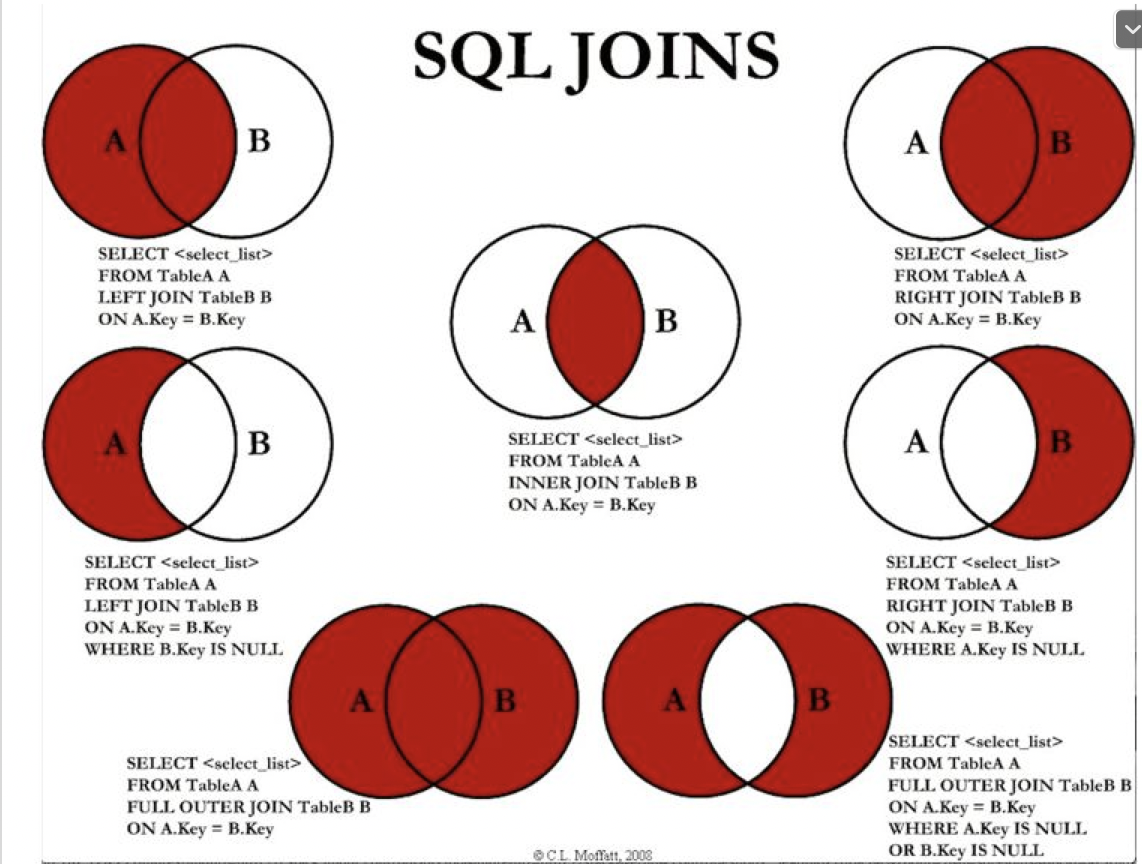 SQL JOINS
A B
SELECT <select_list>
FROM TableA A
LEFT JOIN TableB B
ON A.Key = B.Key
A B
SELECT <select_list>
FROM TableA A
RIGHT JOIN TableB B
ON A.Key = B.Key
A B
SELECT <select_list>
FROM TableA A
INNER JOIN TableB B
ON A.Key = B.Key
A B
SELECT <select_list>
FROM TableA A
LEFT JOIN TableB B
ON A.Key = B.Key
WHERE B.Key IS NULL
A B
SELECT <select_list>
FROM TableA A
RIGHT JOIN TableB B
ON A.Key = B.Key
WHERE A.Key IS NULL
A B
SELECT <select_list>
FROM TableA A
FULL OUTER JOIN TableB B
ON A.Key = B.Key
A B
SELECT <select_list>
FROM TableA A
FULL OUTER JOIN TableB B
ON A.Key = B.Key
WHERE A.Key IS NULL
OR B.Key IS NULL
© C.L. Moffatt, 2008